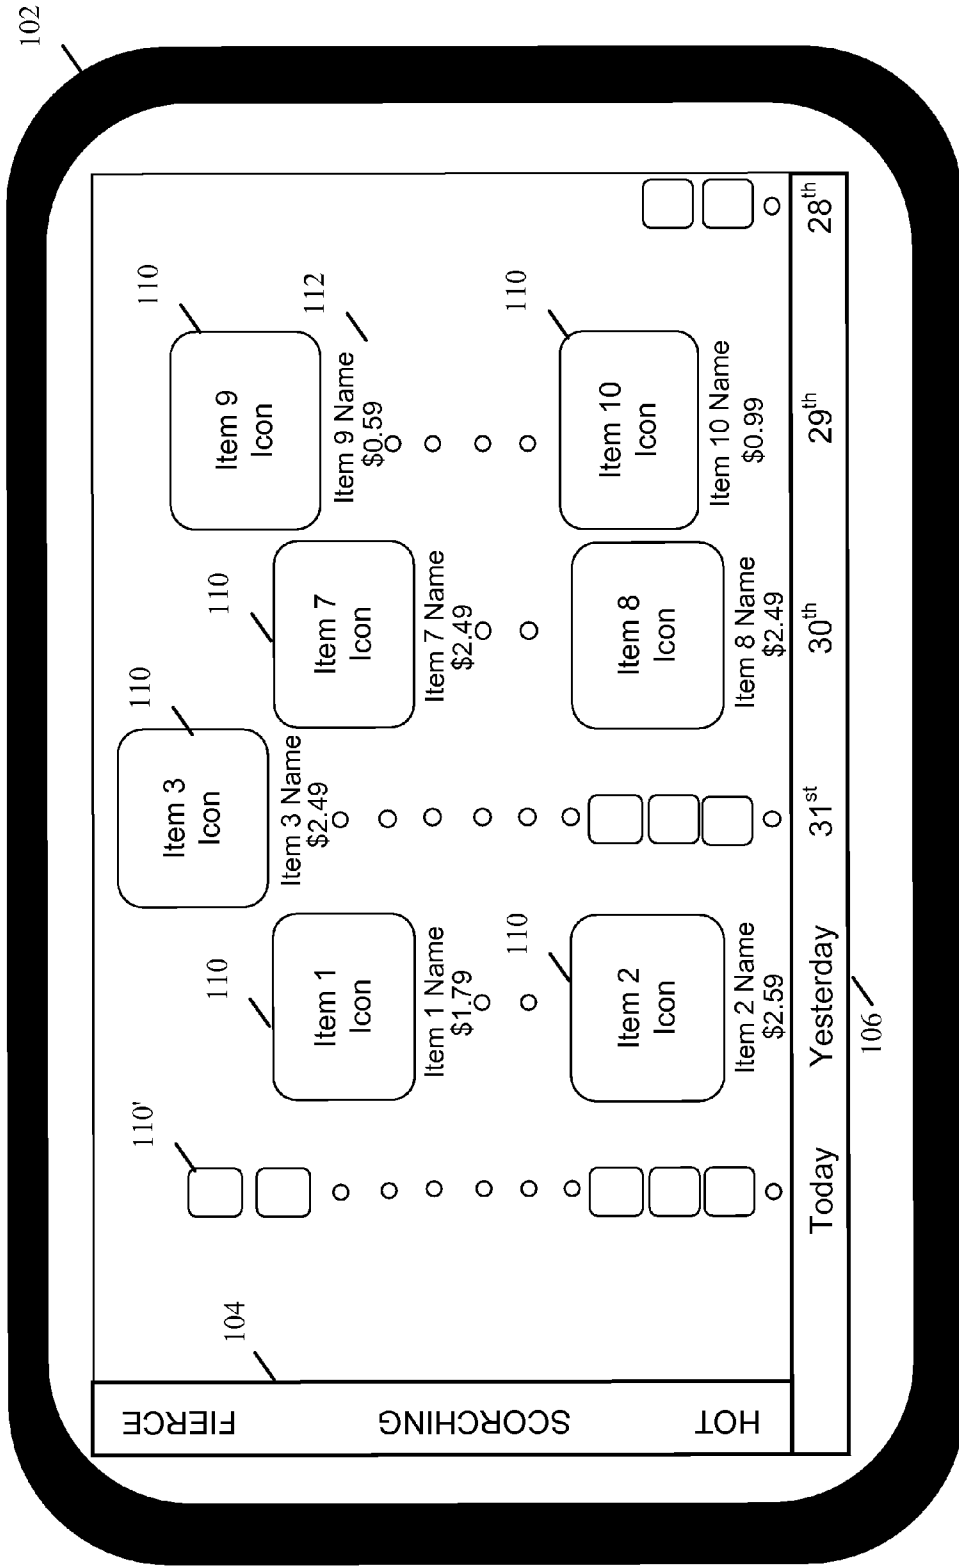 102
110
112
110
Item 9
Icon
Item 9 Name
$0.59
Item 10
Icon
Item 10 Name
$0.99
110
Item 7
Icon
Item 7 Name
$2.49
Item 8
Icon
Item 8 Name
$2.49
110
Item 3
Icon
Item 3 Name
$2.49
110
Item 1
Icon
Item 1 Name
$1.79
110
Item 2
Icon
Item 2 Name
$2.59
110'
104
FIERCE
SCORCHING
HOT
Today
Yesterday
31st
30th
29th
28th
106